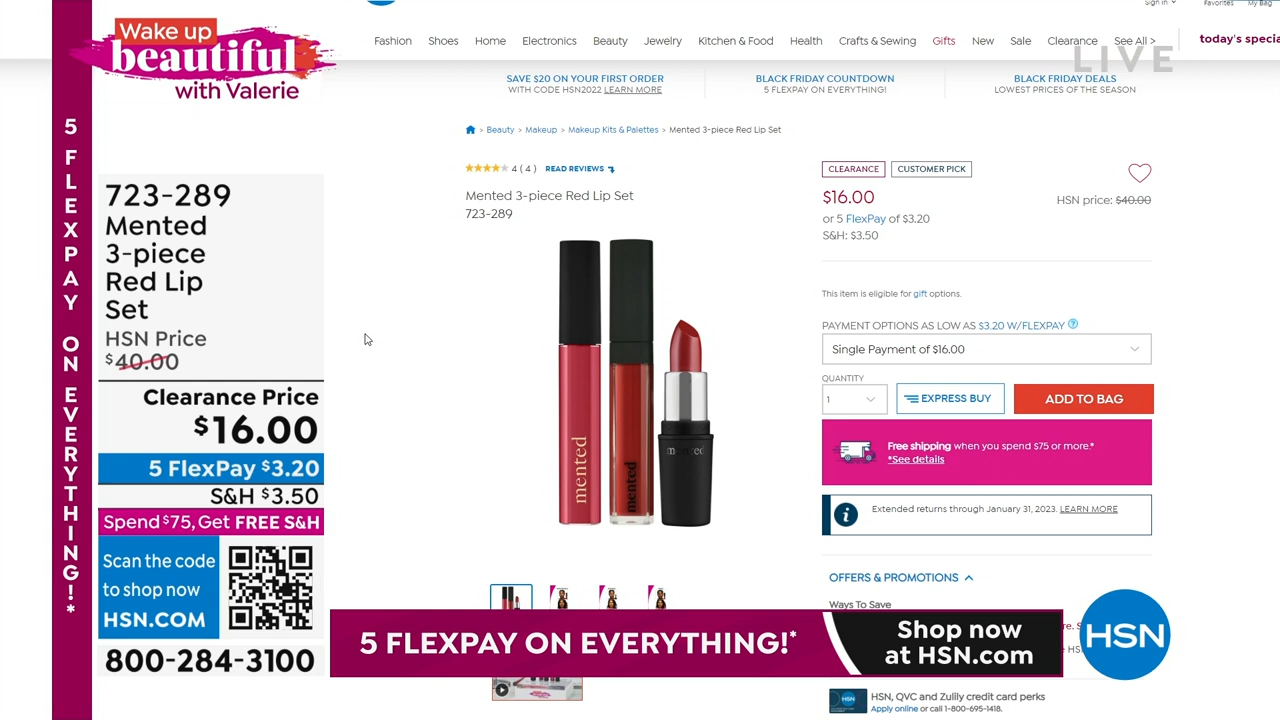 Wake up
beautiful
with Valerie
5 FLEXPAY ON EVERYTHING!*
Sign in
Favorites
My Bag
Fashion Shoes Home Electronics Beauty Jewelry Kitchen & Food Health Crafts & Sewing Gifts New Sale Clearance See All >
today's specia
LIVE
SAVE $20 ON YOUR FIRST ORDER
WITH CODE HSN2022 LEARN MORE
BLACK FRIDAY COUNTDOWN
5 FLEXPAY ON EVERYTHING!
BLACK FRIDAY DEALS
LOWEST PRICES OF THE SEASON
> Beauty > Makeup > Makeup Kits & Palettes > Mented 3-piece Red Lip Set
723-289
Mented
3-piece
Red Lip
Set
HSN Price
$40.00
Clearance Price
$16.00
5 FlexPay $3.20
S&H $3.50
Spend $75, Get FREE S&H
Scan the code
to shop now
HSN.COM
800-284-3100
4 ( 4 ) READ REVIEWS
Mented 3-piece Red Lip Set
723-289
mented
mented
mented
CLEARANCE
CUSTOMER PICK
$16.00
HSN price: $40.00
or 5 FlexPay of $3.20
S&H: $3.50
This item is eligible for gift options.
PAYMENT OPTIONS AS LOW AS $3.20 W/FLEXPAY ?
Single Payment of $16.00
QUANTITY
1
EXPRESS BUY
ADD TO BAG
Free shipping when you spend $75 or more.*
*See details
Extended returns through January 31, 2023. LEARN MORE
OFFERS & PROMOTIONS
Ways To Save
5 FLEXPAY ON EVERYTHING!*
Shop now
at HSN.com
HSN
HSN, QVC and Zulily credit card perks
Apply online or call 1-800-695-1418.